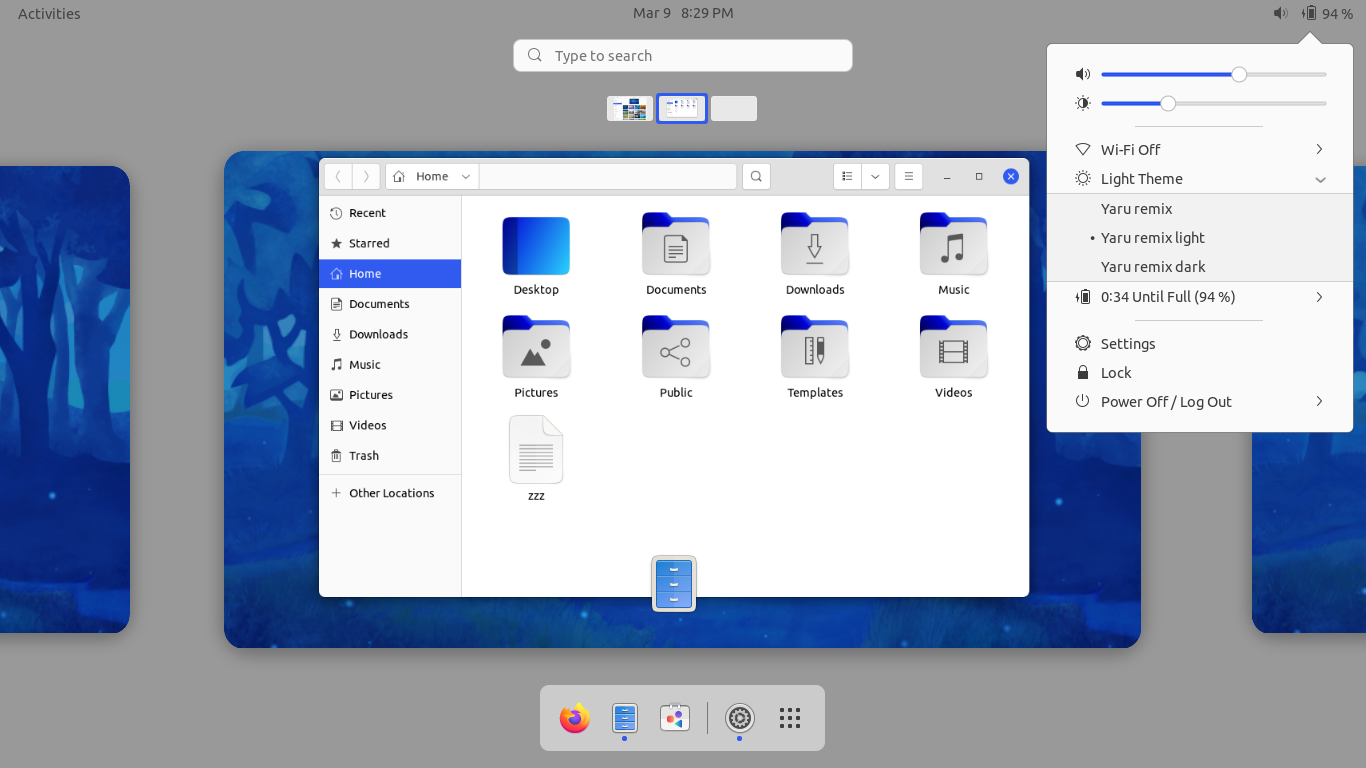 Activities
Mar 9 8:29 PM
94 %
Type to search
Home
Recent
Starred
Home
Documents
Downloads
Music
Pictures
Videos
Trash
Other Locations
Desktop
Documents
Downloads
Music
Pictures
Public
Templates
Videos
zzz
Wi-Fi Off
Light Theme
Yaru remix
• Yaru remix light
Yaru remix dark
0:34 Until Full (94 %)
Settings
Lock
Power Off / Log Out